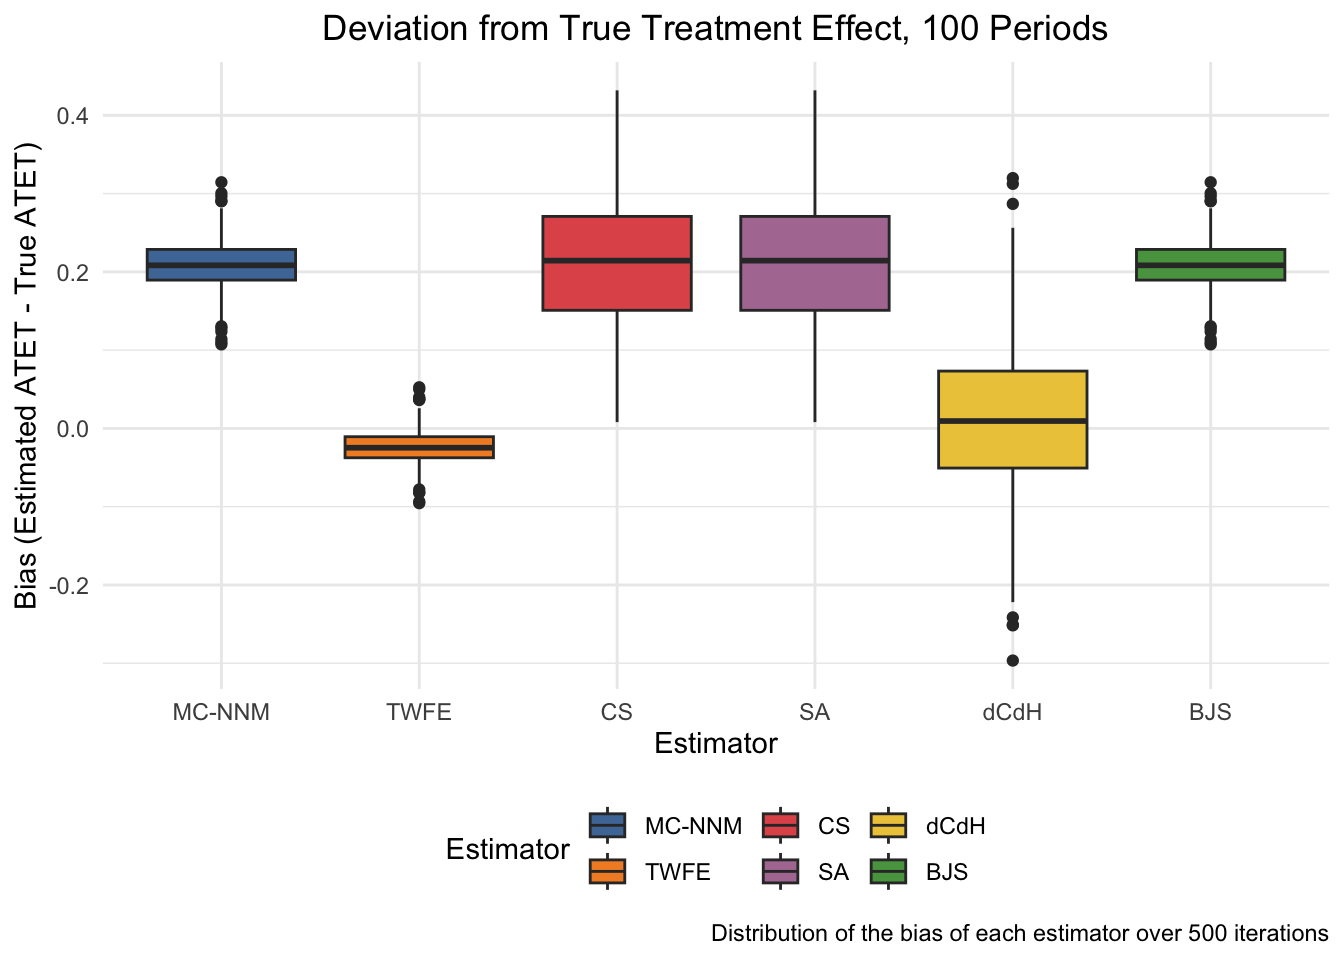 Deviation from True Treatment Effect, 100 Periods
Bias (Estimated ATET - True ATET)
0.4
0.2
0.0
-0.2
MC-NNM TWFE CS SA dCdH BJS
Estimator
Estimator
MC-NNM CS dCdH
TWFE SA BJS
Distribution of the bias of each estimator over 500 iterations